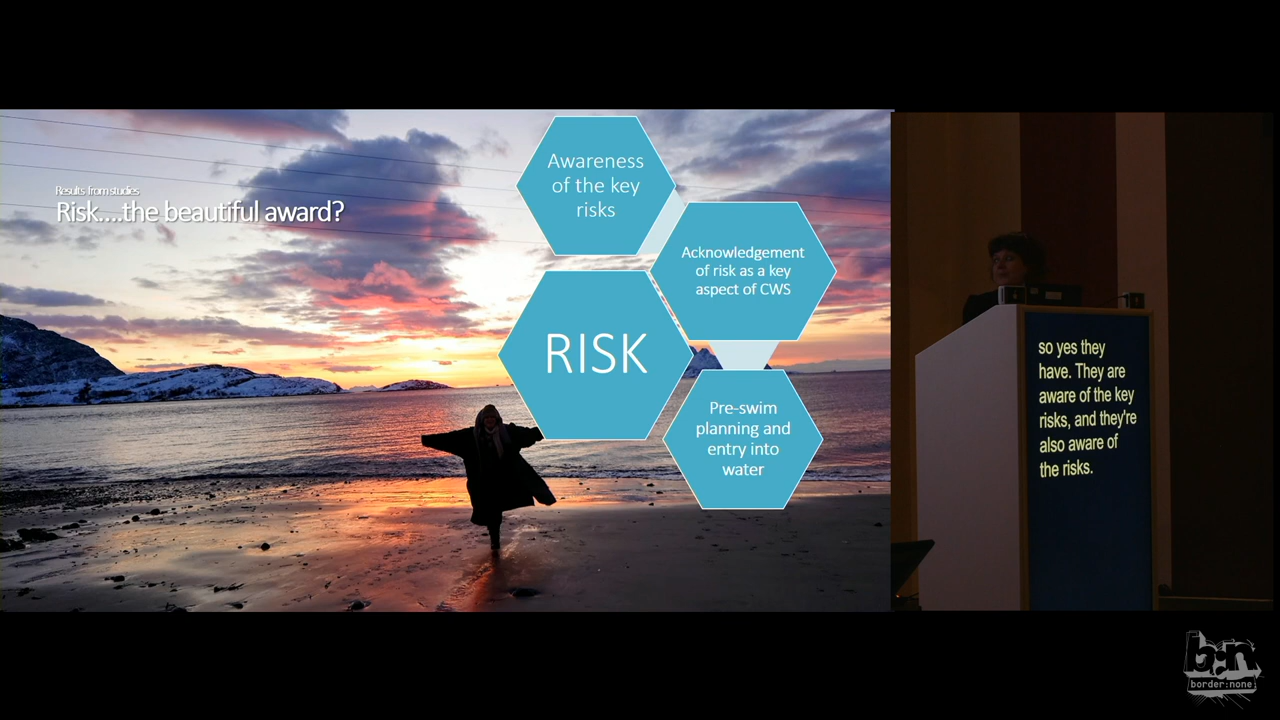 Results from studies
Risk....the beautiful award?
Awareness
of the key
risks
Acknowledgement
of risk as a key
aspect of CWS
RISK
Pre-swim
planning and
entry into
water
so yes they
have. They are
aware of the key
risks, and they're
also aware of
the risks.
b:n
border:none